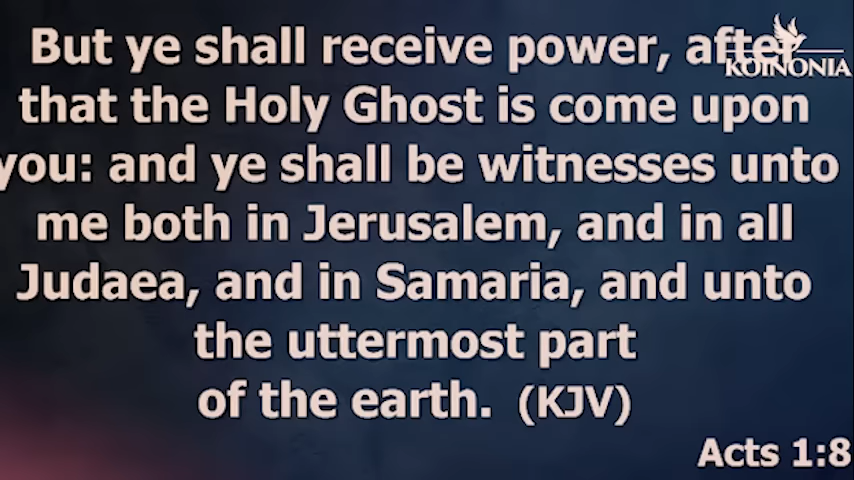 But ye shall receive power, after
KOINONIA
that the Holy Ghost is come upon
you: and ye shall be witnesses unto
me both in Jerusalem, and in all
Judaea, and in Samaria, and unto
the uttermost part
of the earth. (KJV)
Acts 1:8